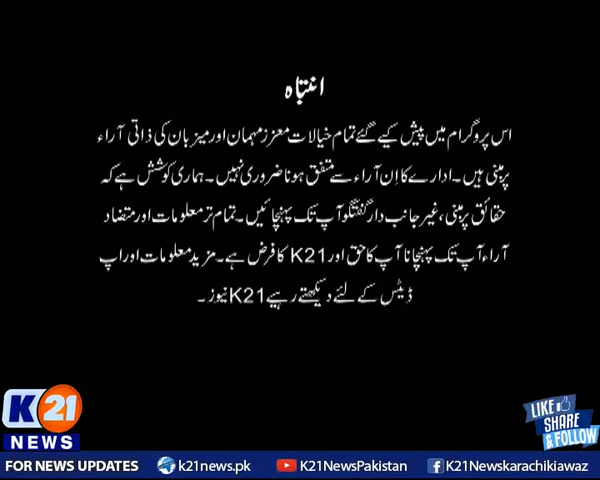 انتباہ
اس پروگرام میں پیش کیے گئے تمام خیالات معزز مہمان اور میزبان کی ذاتی آراء
پر مبنی ہیں۔ ادارے کا اِن آراء سے متفق ہونا ضروری نہیں۔ ہماری کوشش ہے کہ
حقائق پر مبنی، غیر جانب دار گفتگو آپ تک پہنچائیں۔ تمام تر معلومات اور متضاد
آراء آپ تک پہنچانا آپ کا حق اور K21 کا فرض ہے۔ مزید معلومات اور اپ
ڈیٹس کے لئے دیکھتے رہیے K21 نیوز۔
K21
NEWS
LIKE
SHARE
& FOLLOW
FOR NEWS UPDATES k21news.pk K21NewsPakistan K21Newskarachikiawaz